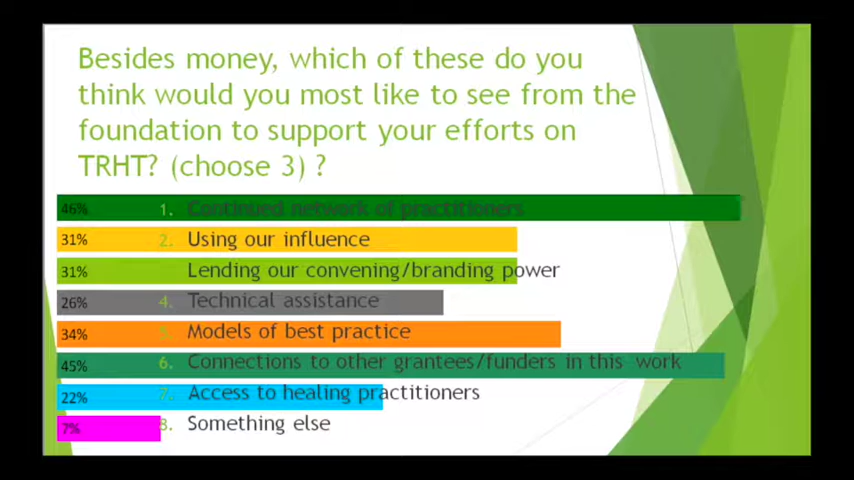 Besides money, which of these do you
think would you most like to see from the
foundation to support your efforts on
TRHT? (choose 3) ?
46% 1. Continued network of practitioners
31% 2. Using our influence
31% Lending our convening/branding power
26% 4. Technical assistance
34% 5. Models of best practice
45% 6. Connections to other grantees/funders in this work
22% 7. Access to healing practitioners
7% 8. Something else